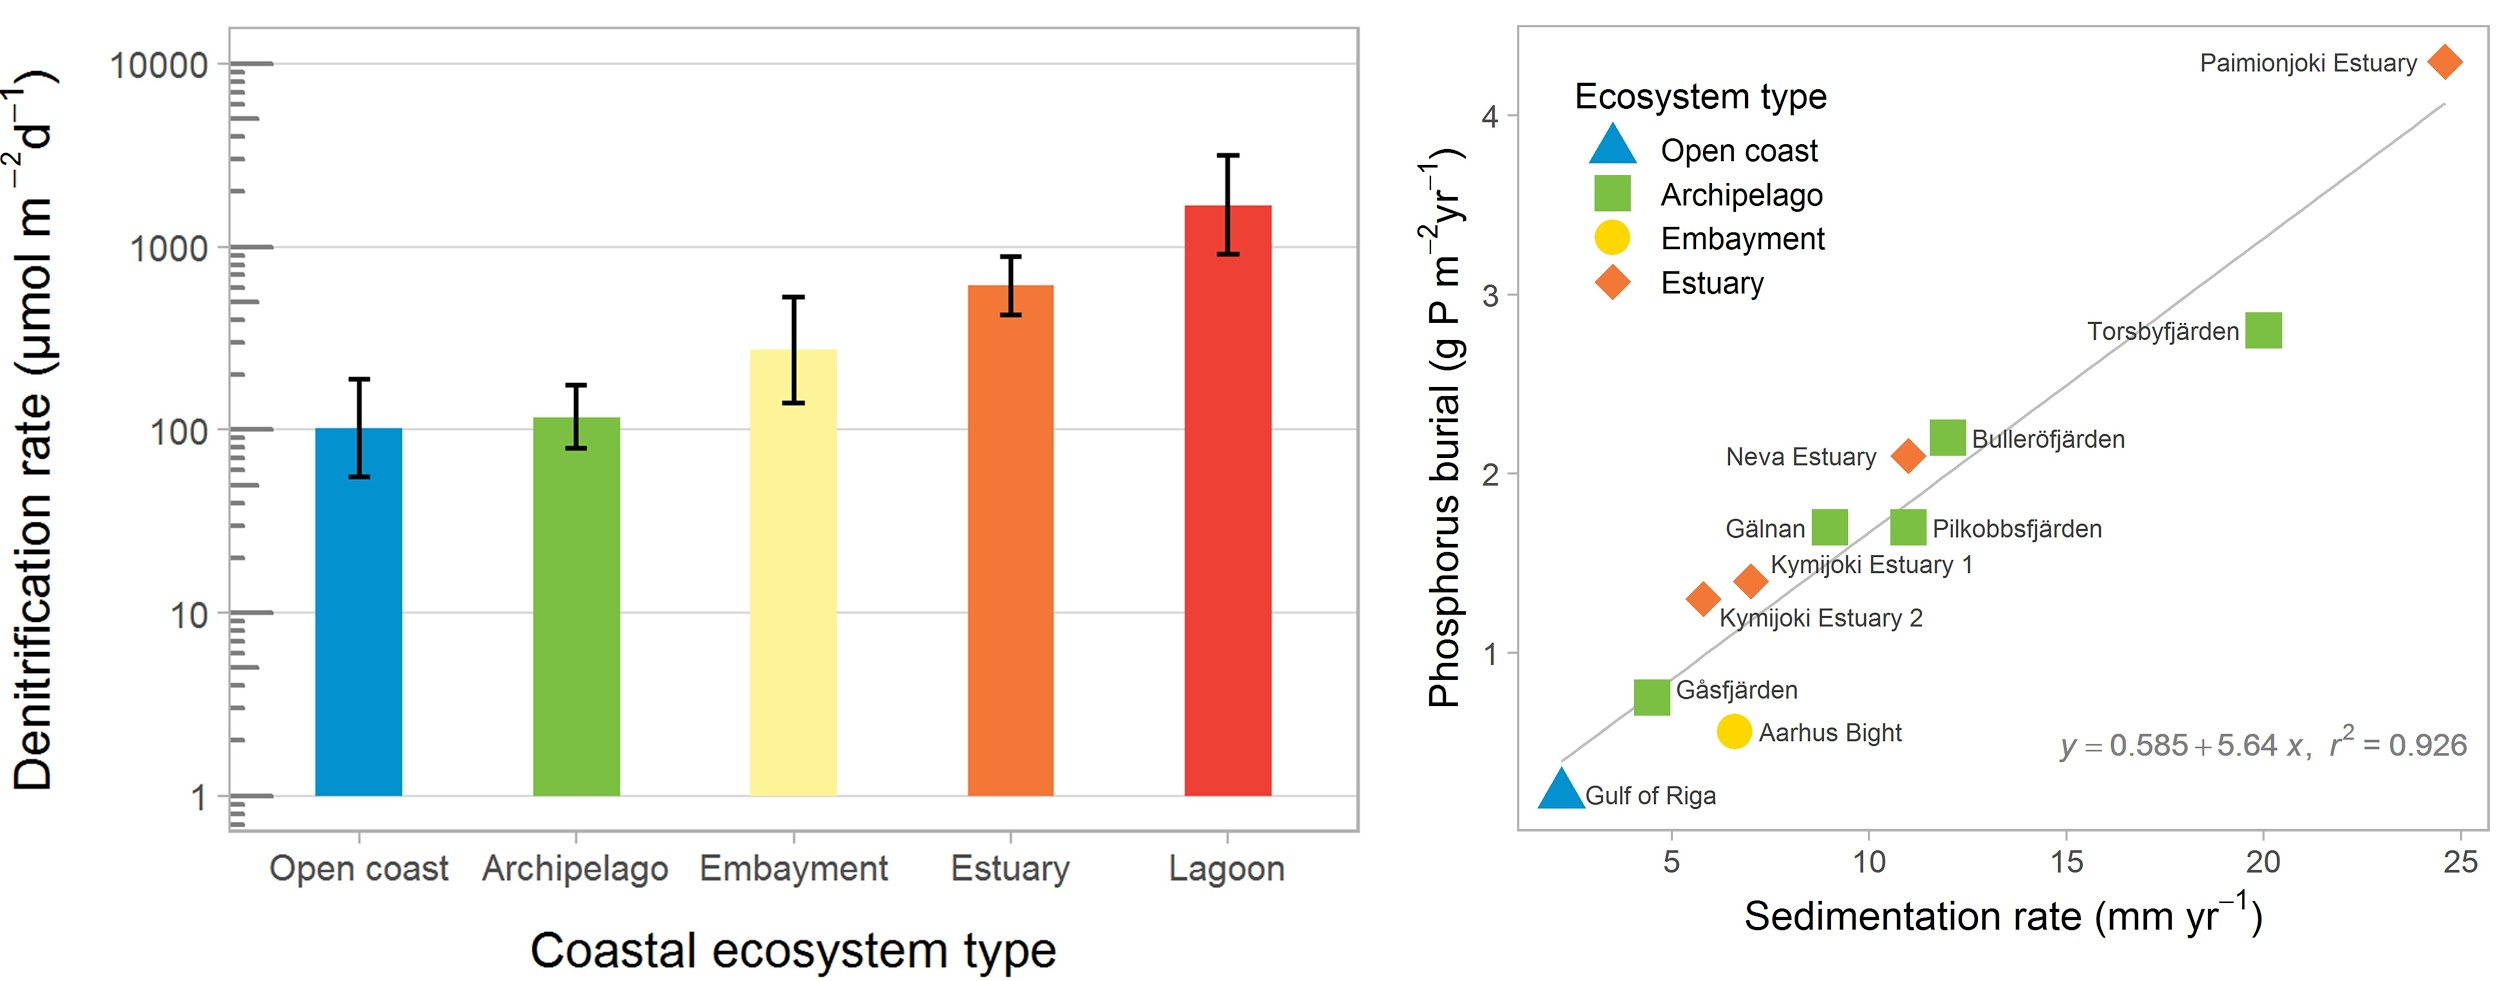 Denitrification rate (μmol m⁻²d⁻¹)
10000
1000
100
10
1
Open coast Archipelago Embayment Estuary Lagoon
Coastal ecosystem type
Phosphorus burial (g P m⁻²yr⁻¹)
4
3
2
1
Ecosystem type
Open coast
Archipelago
Embayment
Estuary
Paimionjoki Estuary
Torsbyfjärden
Bulleröfjärden
Neva Estuary
Gälnan
Pilkobbsfjärden
Kymijoki Estuary 1
Kymijoki Estuary 2
Gåsfjärden
Aarhus Bight
y = 0.585+5.64 x, r² = 0.926
Gulf of Riga
5 10 15 20 25
Sedimentation rate (mm yr⁻¹)